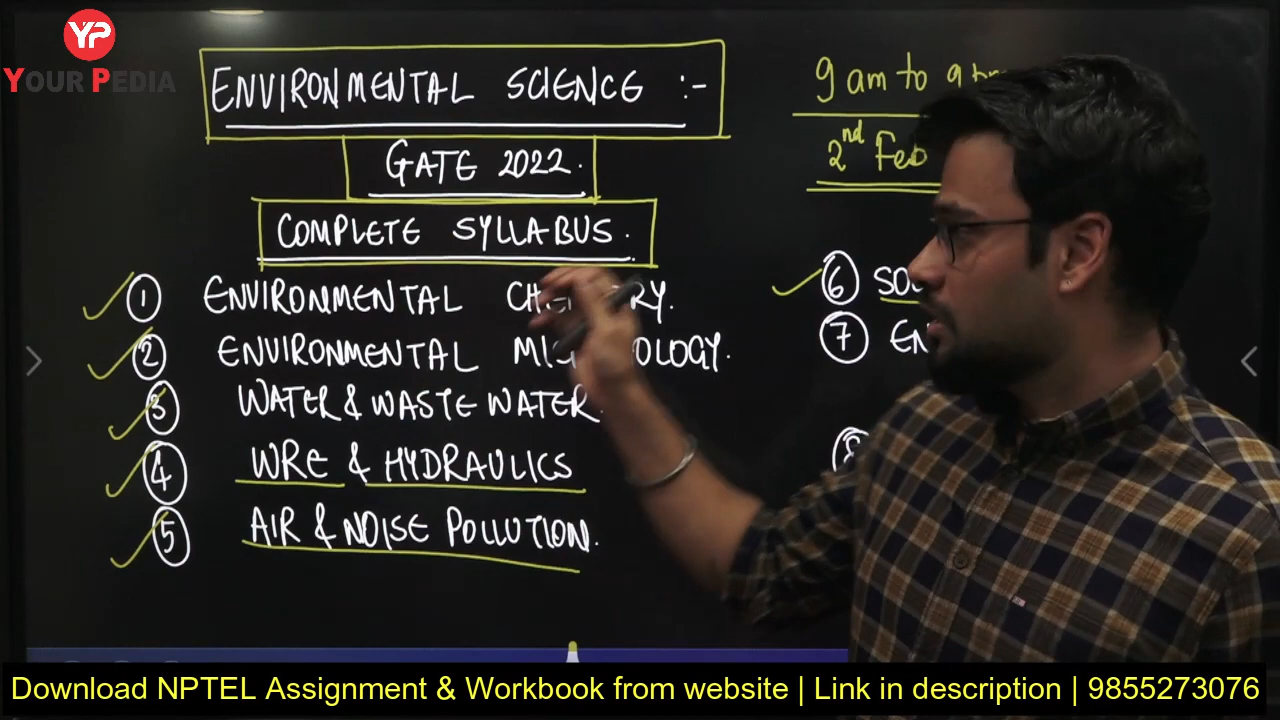 YP
YOUR PEDIA
ENVIRONMENTAL SCIENCE :-
GATE 2022.
COMPLETE SYLLABUS.
① ENVIRONMENTAL
② ENVIRONMENTAL
③ WATER & WASTE WATER.
④ WRE & HYDRAULICS
⑤ AIR & NOISE POLLUTION.
9 am to
2nd Feb
⑥
⑦
Download NPTEL Assignment & Workbook from website | Link in description | 9855273076